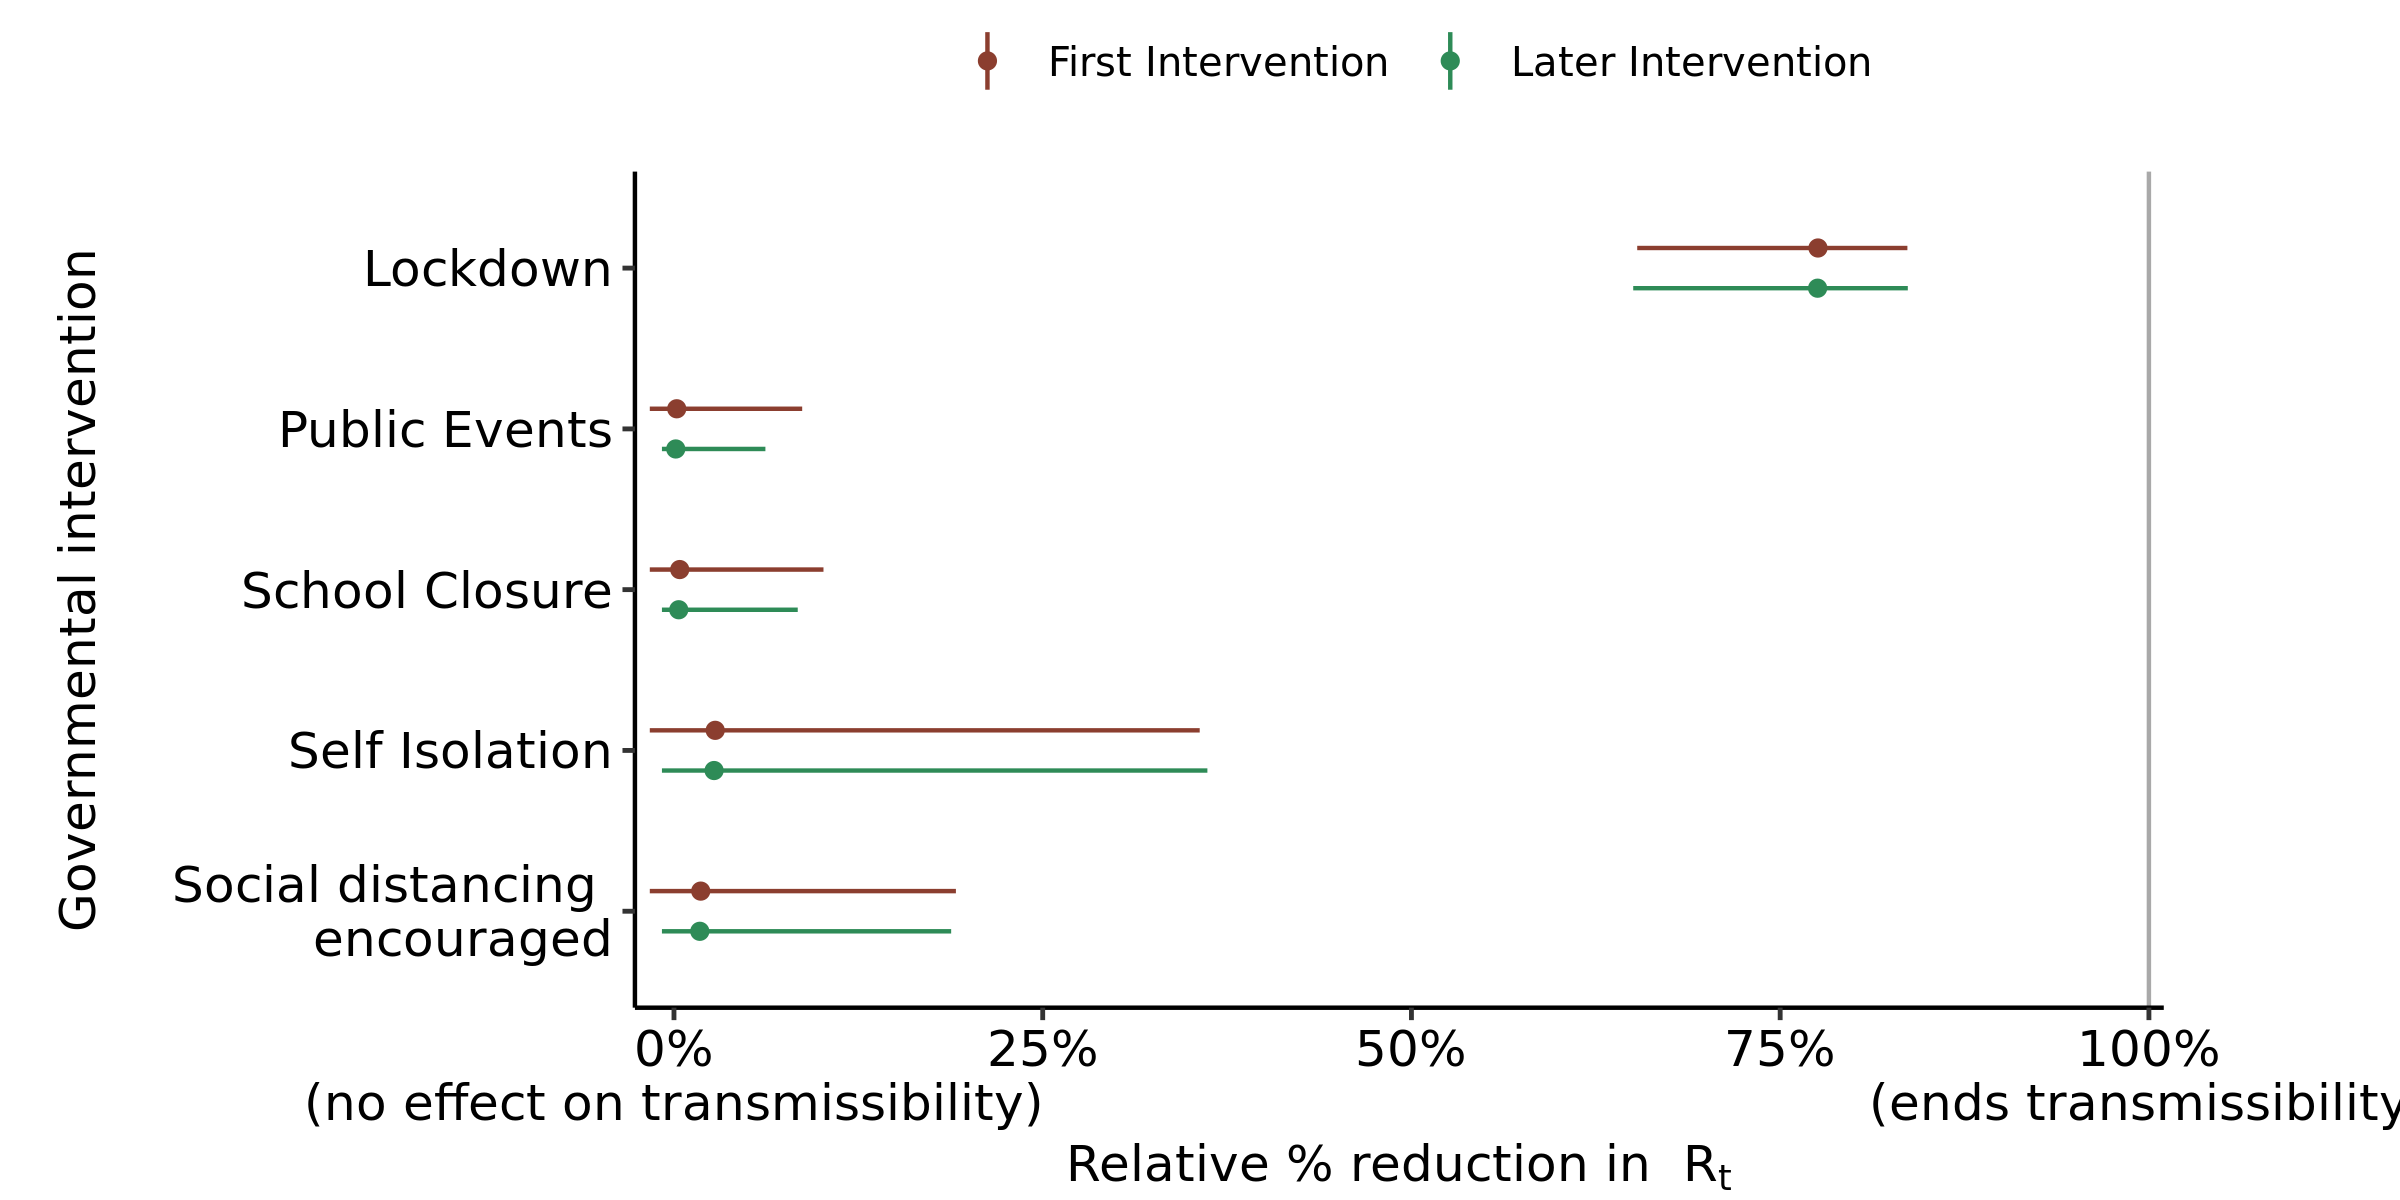 First Intervention Later Intervention
Governmental intervention
Lockdown
Public Events
School Closure
Self Isolation
Social distancing
encouraged
0% 25% 50% 75% 100%
(no effect on transmissibility) (ends transmissibility
Relative % reduction in Rt